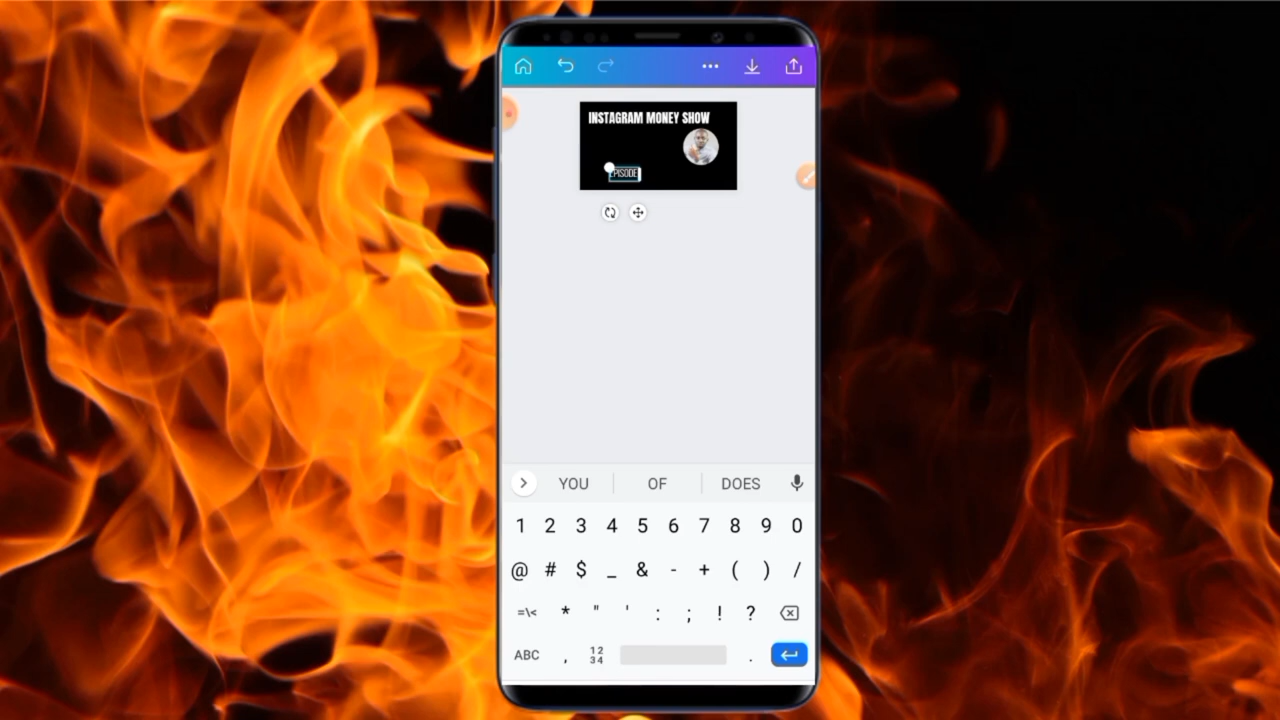 INSTAGRAM MONEY SHOW
EPISODE
YOU OF DOES
1 2 3 4 5 6 7 8 9 0
@ # $ _ & - + ( ) /
=\< * " ' : ; ! ?
ABC , 12 34 .